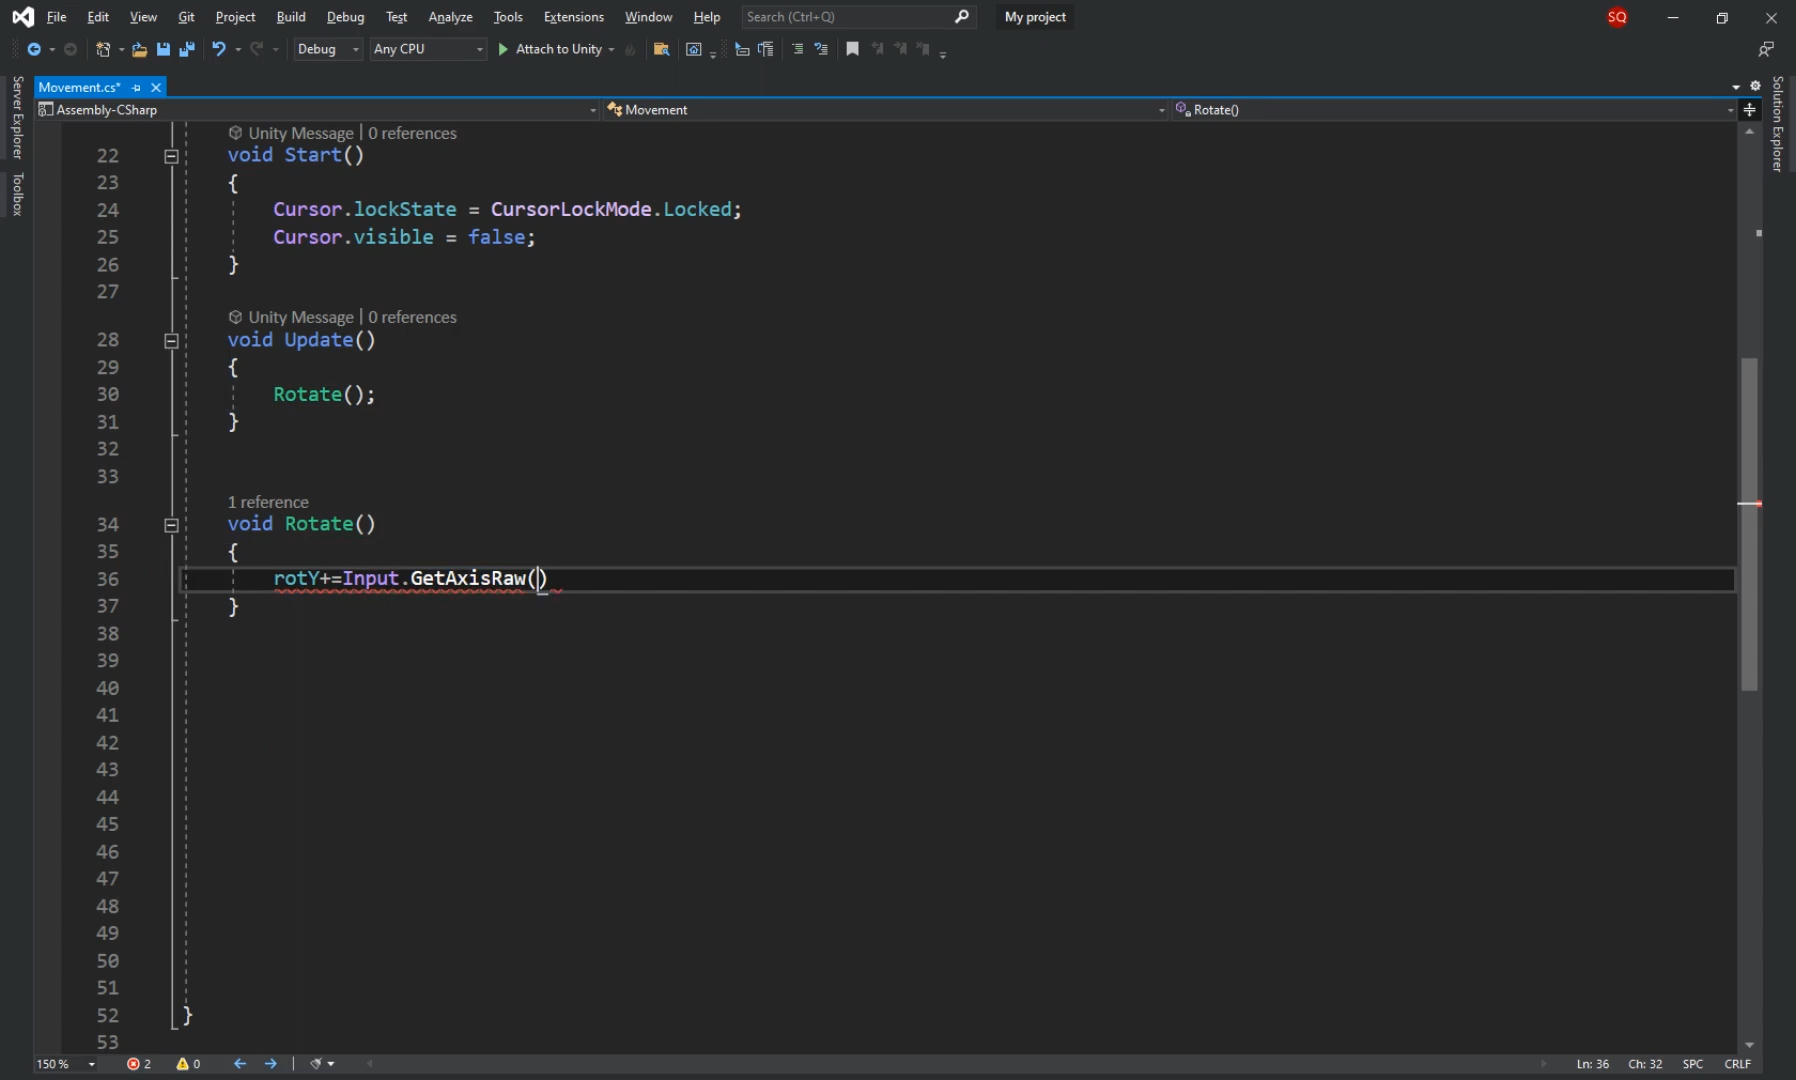 File Edit View Git Project Build Debug Test Analyze Tools Extensions Window Help Search (Ctrl+Q) My project SQ
Debug Any CPU Attach to Unity
Movement.cs*
Assembly-CSharp Movement Rotate()
Server Explorer
Toolbox
Solution Explorer
Unity Message | 0 references
22 void Start()
23 {
24 Cursor.lockState = CursorLockMode.Locked;
25 Cursor.visible = false;
26 }
27
Unity Message | 0 references
28 void Update()
29 {
30 Rotate();
31 }
32
33
1 reference
34 void Rotate()
35 {
36 rotY+=Input.GetAxisRaw()
37 }
38
39
40
41
42
43
44
45
46
47
48
49
50
51
52 }
53
150 % 2 0 Ln: 36 Ch: 32 SPC CRLF